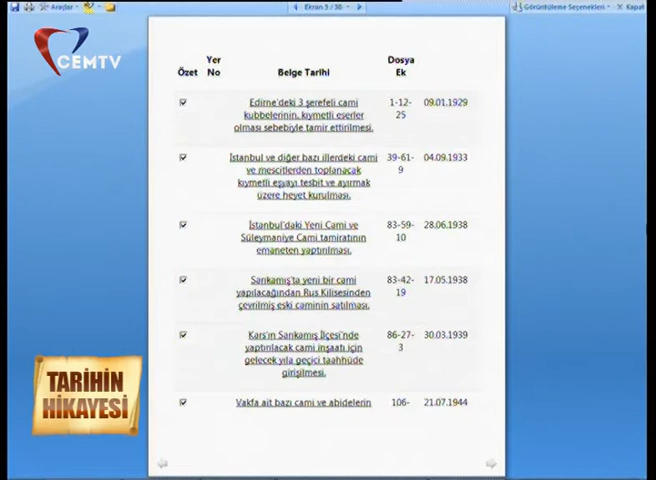 Araçlar
Ekran 5 / 30
Görüntüleme Seçenekleri
Kapat
CEMTV
Özet
Yer No
Belge Tarihi
Dosya Ek
Edirne'deki 3 şerefeli cami
kubbelerinin, kıymetli eserler
olması sebebiyle tamir ettirilmesi.
1-12-
25
09.01.1929
İstanbul ve diğer bazı illerdeki cami
ve mescitlerden toplanacak
kıymetli eşyayı tesbit ve ayırmak
üzere heyet kurulması.
39-61-
9
04.09.1933
İstanbul'daki Yeni Cami ve
Süleymaniye Cami tamiratının
emaneten yaptırılması.
83-59-
10
28.06.1938
Sarıkamış'ta yeni bir cami
yapılacağından Rus Kilisesinden
çevrilmiş eski caminin satılması.
83-42-
19
17.05.1938
Kars'ın Sarıkamış İlçesi'nde
yaptırılacak cami inşaatı için
gelecek yıla geçici taahhüde
girişilmesi.
86-27-
3
30.03.1939
Vakfa ait bazı cami ve abidelerin
106-
21.07.1944
TARİHİN
HİKAYESİ